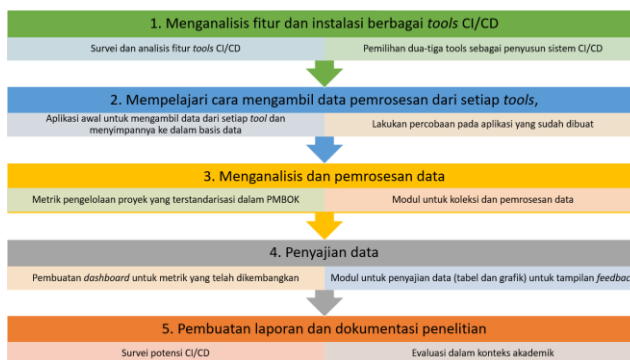 1. Menganalisis fitur dan instalasi berbagai tools CI/CD
Survei dan analisis fitur tools CI/CD
Pemilihan dua-tiga tools sebagai penyusun sistem CI/CD
2. Mempelajari cara mengambil data pemrosesan dari setiap tools,
Aplikasi awal untuk mengambil data dari setiap tool dan
menyimpannya ke dalam basis data
Lakukan percobaan pada aplikasi yang sudah dibuat
3. Menganalisis dan pemrosesan data
Metrik pengelolaan proyek yang terstandarisasi dalam PMBOK
Modul untuk koleksi dan pemrosesan data
4. Penyajian data
Pembuatan dashboard untuk metrik yang telah dikembangkan
Modul untuk penyajian data (tabel dan grafik) untuk tampilan feedbac
5. Pembuatan laporan dan dokumentasi penelitian
Survei potensi CI/CD
Evaluasi dalam konteks akademik